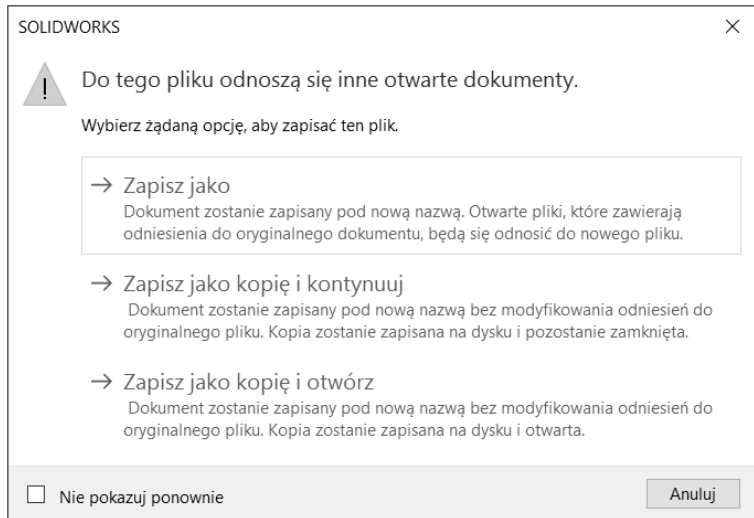 SOLIDWORKS
Do tego pliku odnoszą się inne otwarte dokumenty.
Wybierz żądaną opcję, aby zapisać ten plik.
Zapisz jako
Dokument zostanie zapisany pod nową nazwą. Otwarte pliki, które zawierają
odniesienia do oryginalnego dokumentu, będą się odnosić do nowego pliku.
Zapisz jako kopię i kontynuuj
Dokument zostanie zapisany pod nową nazwą bez modyfikowania odniesień do
oryginalnego pliku. Kopia zostanie zapisana na dysku i pozostanie zamknięta.
Zapisz jako kopię i otwórz
Dokument zostanie zapisany pod nową nazwą bez modyfikowania odniesień do
oryginalnego pliku. Kopia zostanie zapisana na dysku i otwarta.
Nie pokazuj ponownie
Anuluj